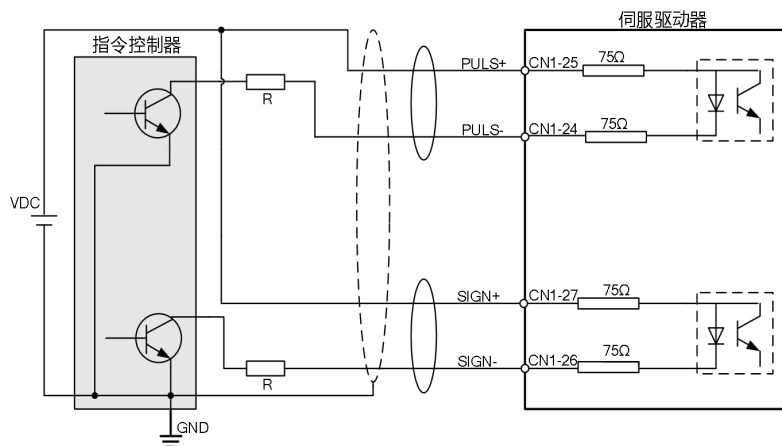 伺服驱动器
指令控制器
PULS+
CN1-25
75Ω
R
PULS-
CN1-24
75Ω
VDC
SIGN+
CN1-27
75Ω
SIGN-
CN1-26
75Ω
R
GND